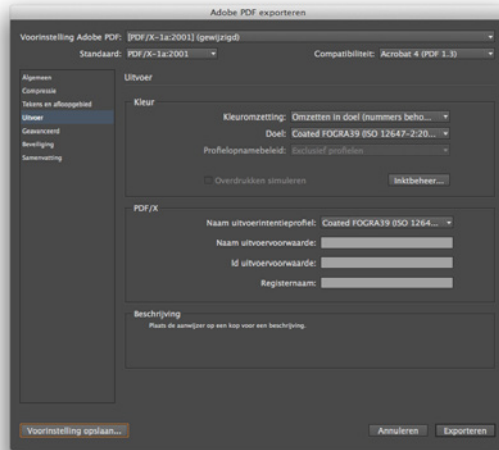 Adobe PDF exporteren
Voorinstelling Adobe PDF: [PDF/X-1a:2001] (gewijzigd)
Standaard: PDF/X-1a:2001 Compatibiliteit: Acrobat 4 (PDF 1.3)
Algemeen
Compressie
Tekens en afloopgebied
Uitvoer
Geavanceerd
Beveiliging
Samenvatting
Uitvoer
Kleur
Kleuromzetting: Omzetten in doel (nummers beho...
Doel: Coated FOGRA39 (ISO 12647-2:20...
Profielopnamebeleid: Exclusief profielen
Overdrukken simuleren Inktbeheer...
PDF/X
Naam uitvoerintentieprofiel: Coated FOGRA39 (ISO 1264...
Naam uitvoervoorwaarde:
Id uitvoervoorwaarde:
Registernaam:
Beschrijving
Plaats de aanwijzer op een kop voor een beschrijving.
Voorinstelling opslaan... Annuleren Exporteren